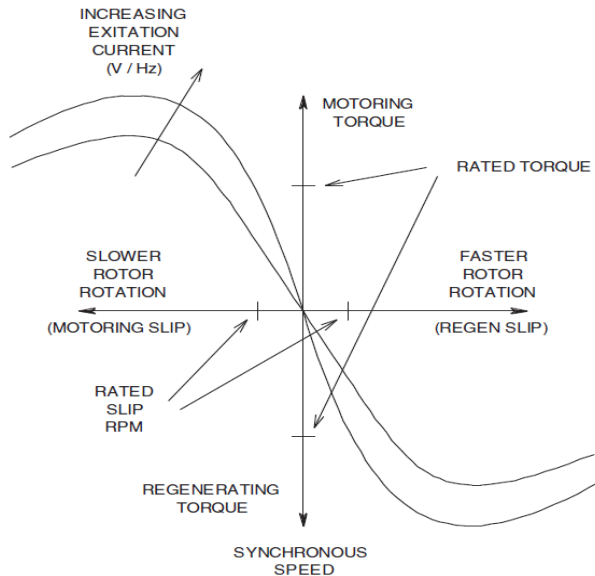 INCREASING
EXITATION
CURRENT
(V / Hz)
MOTORING
TORQUE
RATED TORQUE
SLOWER
ROTOR
ROTATION
(MOTORING SLIP)
FASTER
ROTOR
ROTATION
(REGEN SLIP)
RATED
SLIP
RPM
REGENERATING
TORQUE
SYNCHRONOUS
SPEED